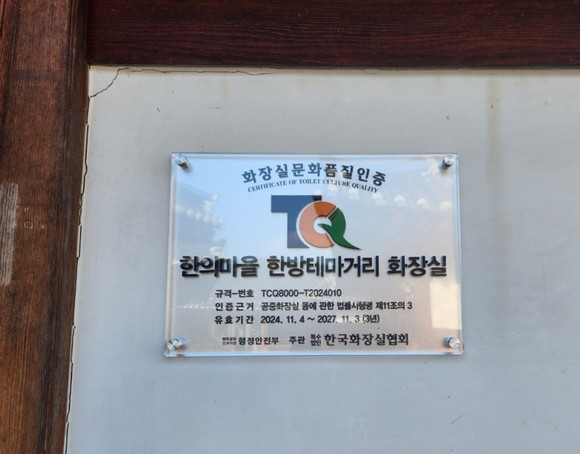 화장실문화품질인증
CERTIFICATE OF TOILET CULTURE QUALITY
TCQ
한의마을 한방테마거리 화장실
규격-번호 TCQ8000-T2024010
인증근거 공중화장실 등에 관한 법률시행령 제11조의 3
유효기간 2024. 11. 4 ~ 2027. 11. 3 (3년)
행정안전부 주관 특수법인 한국화장실협회